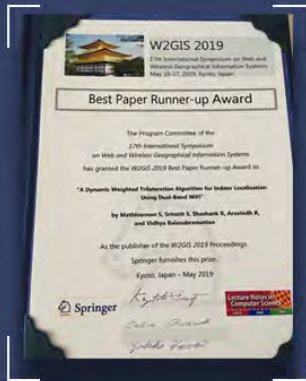 W2GIS 2019
17th International Symposium on Web and
Wireless Geographical Information Systems
May 16-17, 2019, Kyoto, Japan
Best Paper Runner-up Award
The Program Committee of the
17th International Symposium
on Web and Wireless Geographical Information Systems
has granted the W2GIS 2019 Best Paper Runner-up Award to
"A Dynamic Weighted Trilateration Algorithm for Indoor Localization
Using Dual-Band WiFi"
by Mathivannan S, Srinath S, Shashank R, Aravindh R,
and Vidhya Balasubramanian
As the publisher of the W2GIS 2019 Proceedings
Springer furnishes this prize.
Kyoto, Japan – May 2019
Springer
Lecture Notes in
Computer Science